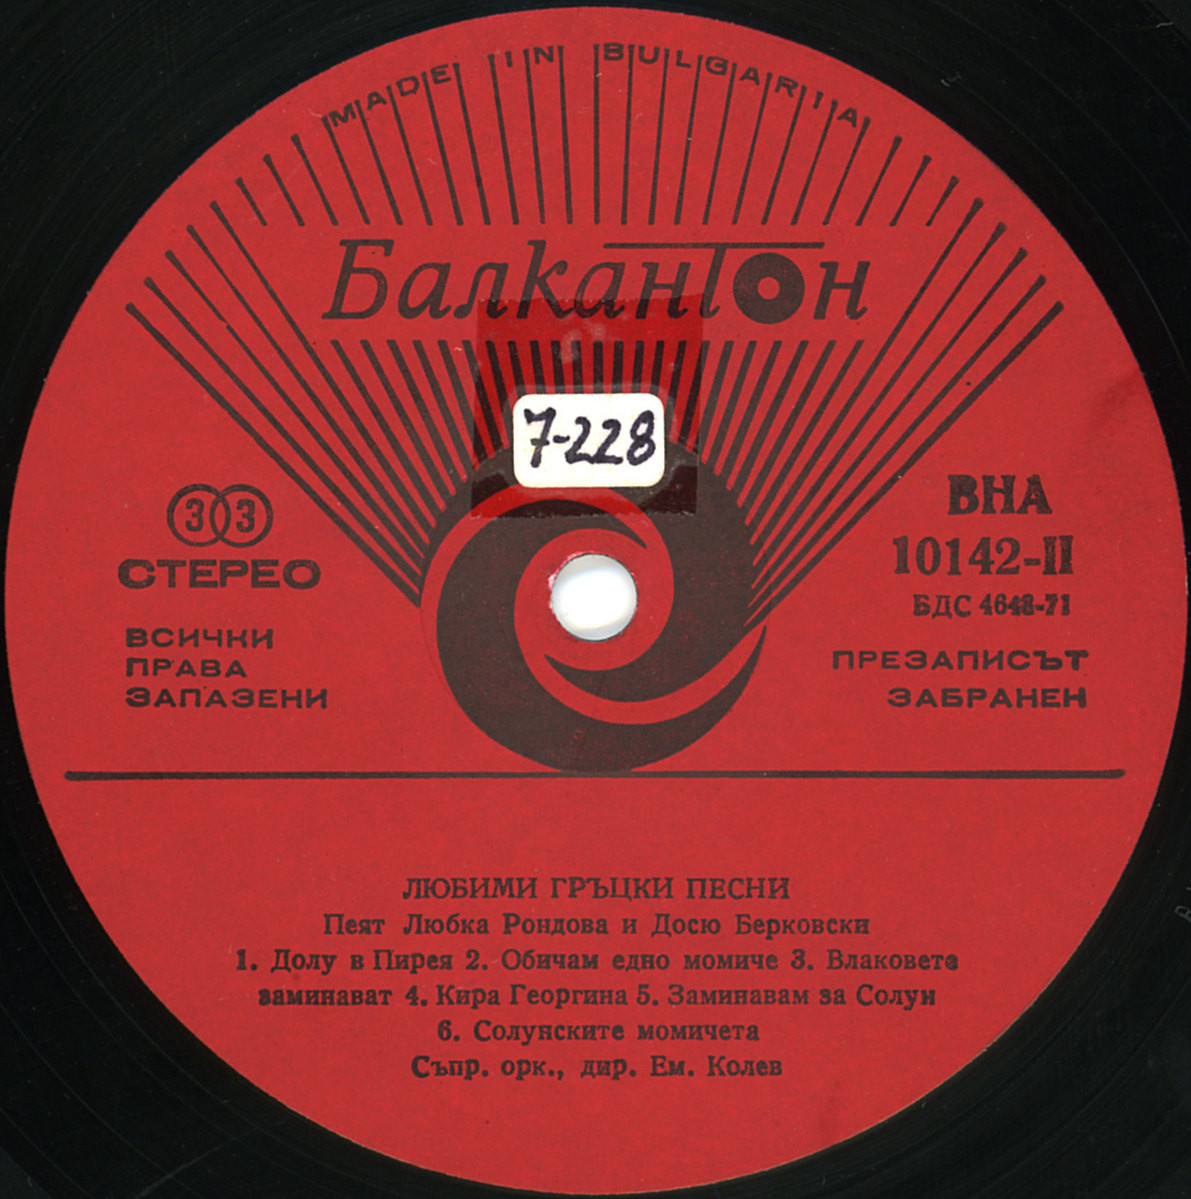 MADE IN BULGARIA
Балкантон
7-228
33
СТЕРЕО
ВСИЧКИ
ПРАВА
ЗАПАЗЕНИ
ВНА
10142-II
БДС 4648-71
ПРЕЗАПИСЪТ
ЗАБРАНЕН
ЛЮБИМИ ГРЪЦКИ ПЕСНИ
Пеят Любка Рондова и Досю Берковски
1. Долу в Пирея 2. Обичам едно момиче 3. Влаковете
заминават 4. Кира Георгина 5. Заминавам за Солун
6. Солунските момичета
Съпр. орк., дир. Ем. Колев